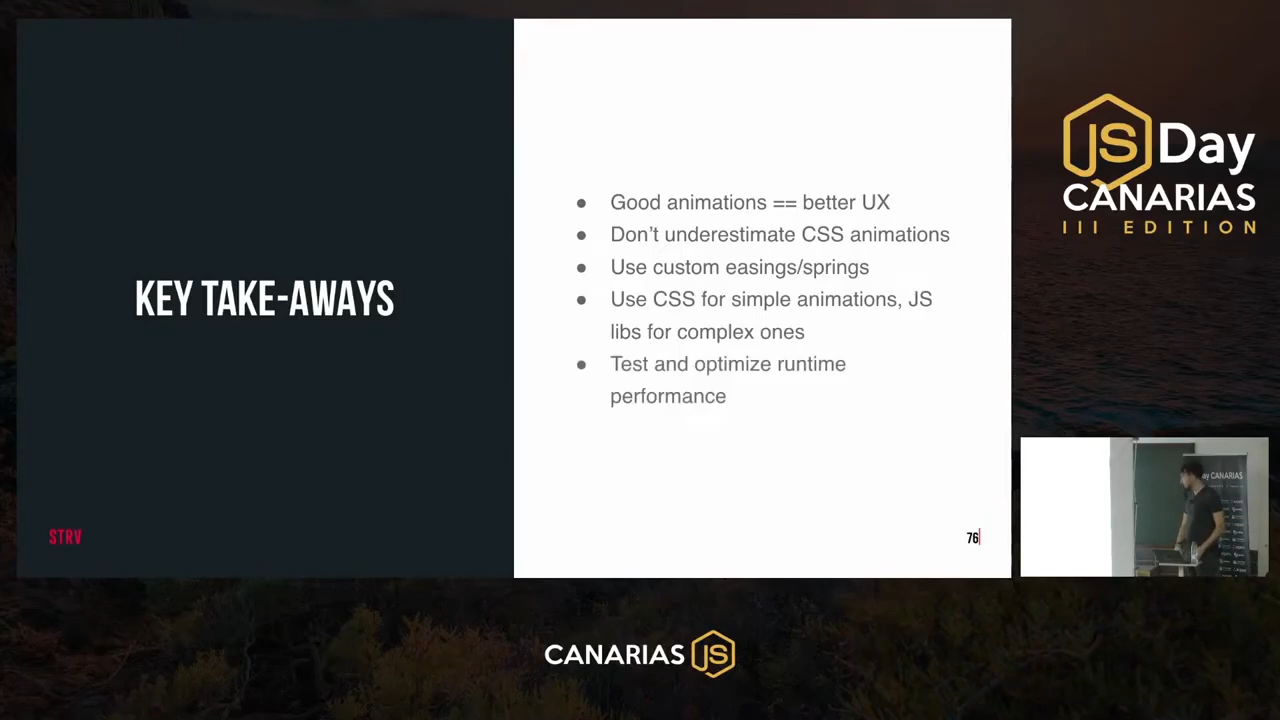 KEY TAKE-AWAYS
● Good animations == better UX
● Don't underestimate CSS animations
● Use custom easings/springs
● Use CSS for simple animations, JS
libs for complex ones
● Test and optimize runtime
performance
STRV
76
JS Day
CANARIAS
III EDITION
Day CANARIAS
CANARIAS JS